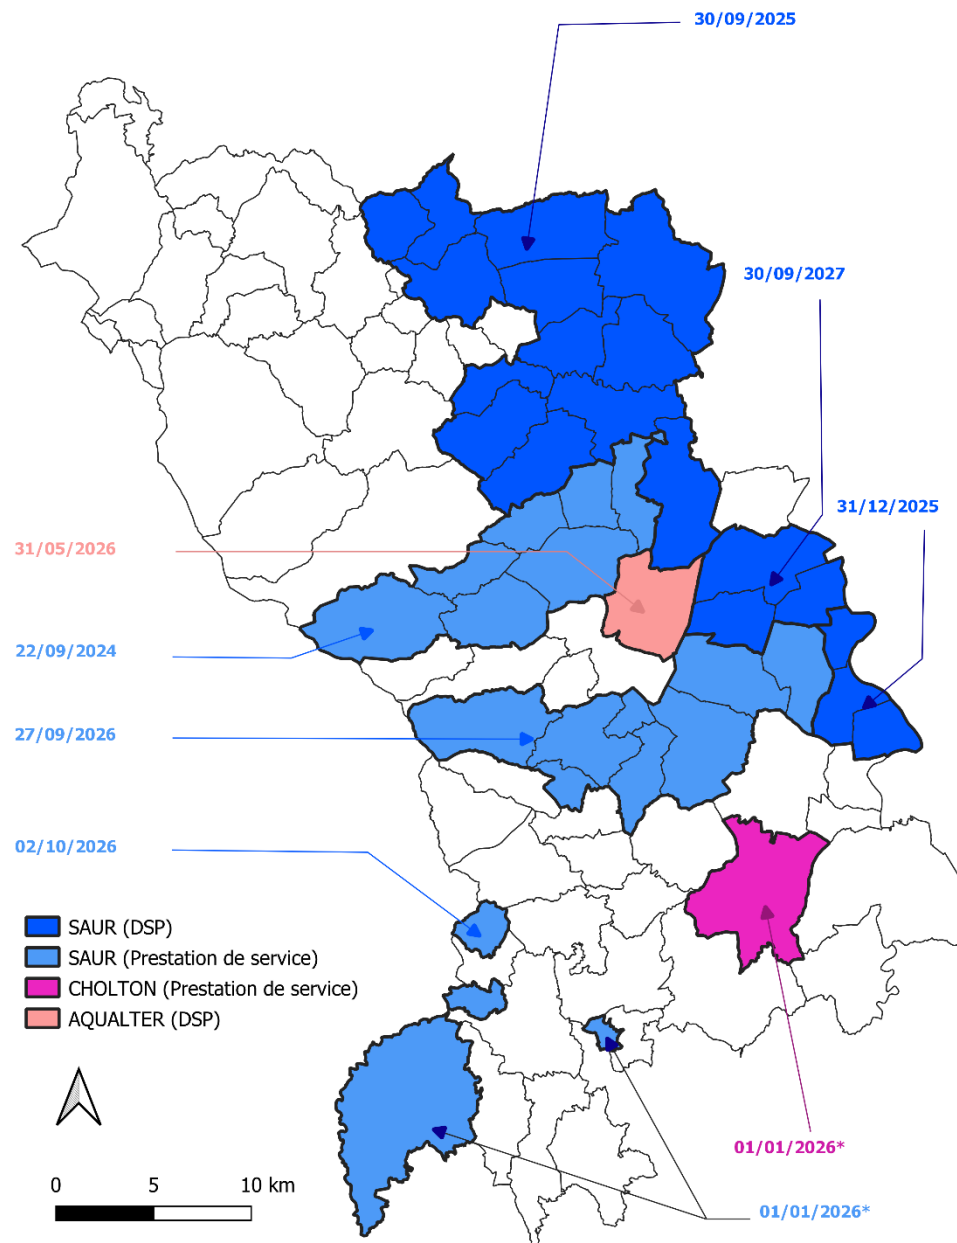 30/09/2025
30/09/2027
31/12/2025
31/05/2026
22/09/2024
27/09/2026
02/10/2026
SAUR (DSP)
SAUR (Prestation de service)
CHOLTON (Prestation de service)
AQUALTER (DSP)
01/01/2026*
0 5 10 km
01/01/2026*